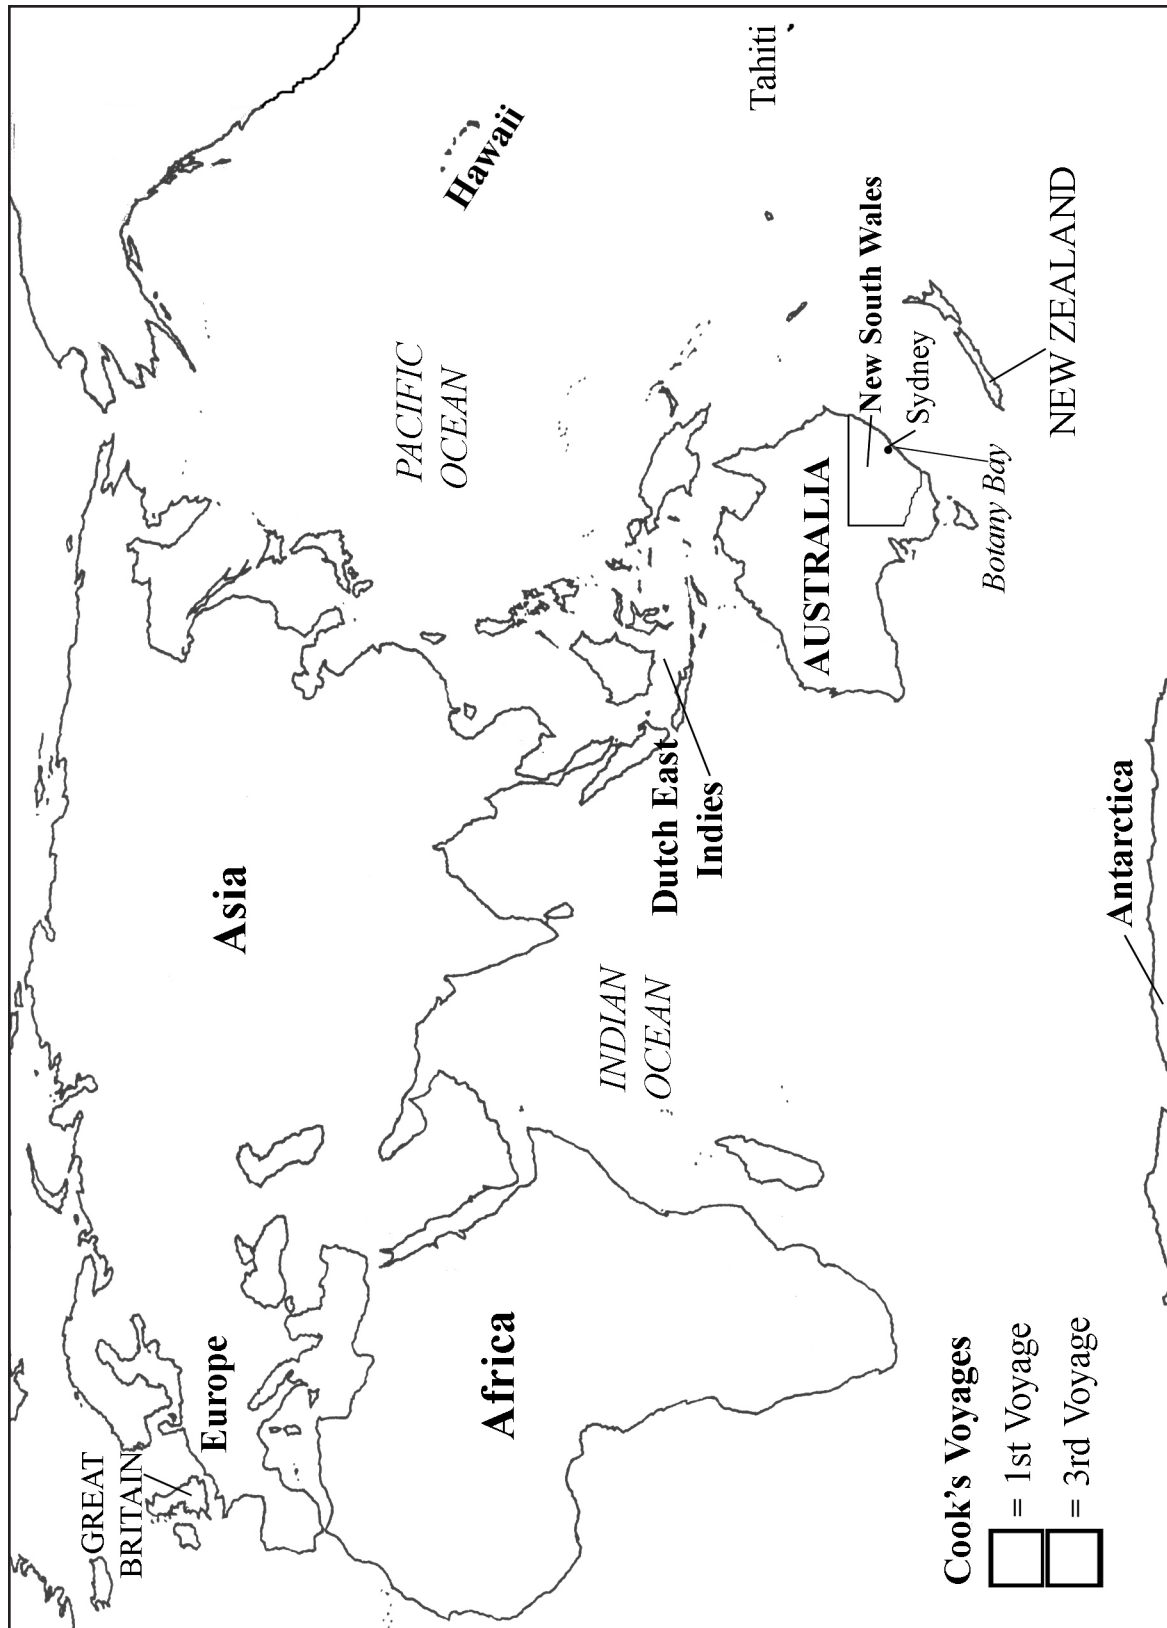 GREAT
BRITAIN
Europe
Asia
Africa
PACIFIC
OCEAN
Hawaii
Tahiti
INDIAN
OCEAN
Dutch East
Indies
AUSTRALIA
New South Wales
Sydney
Botany Bay
NEW ZEALAND
Antarctica
Cook's Voyages
= 1st Voyage
= 3rd Voyage